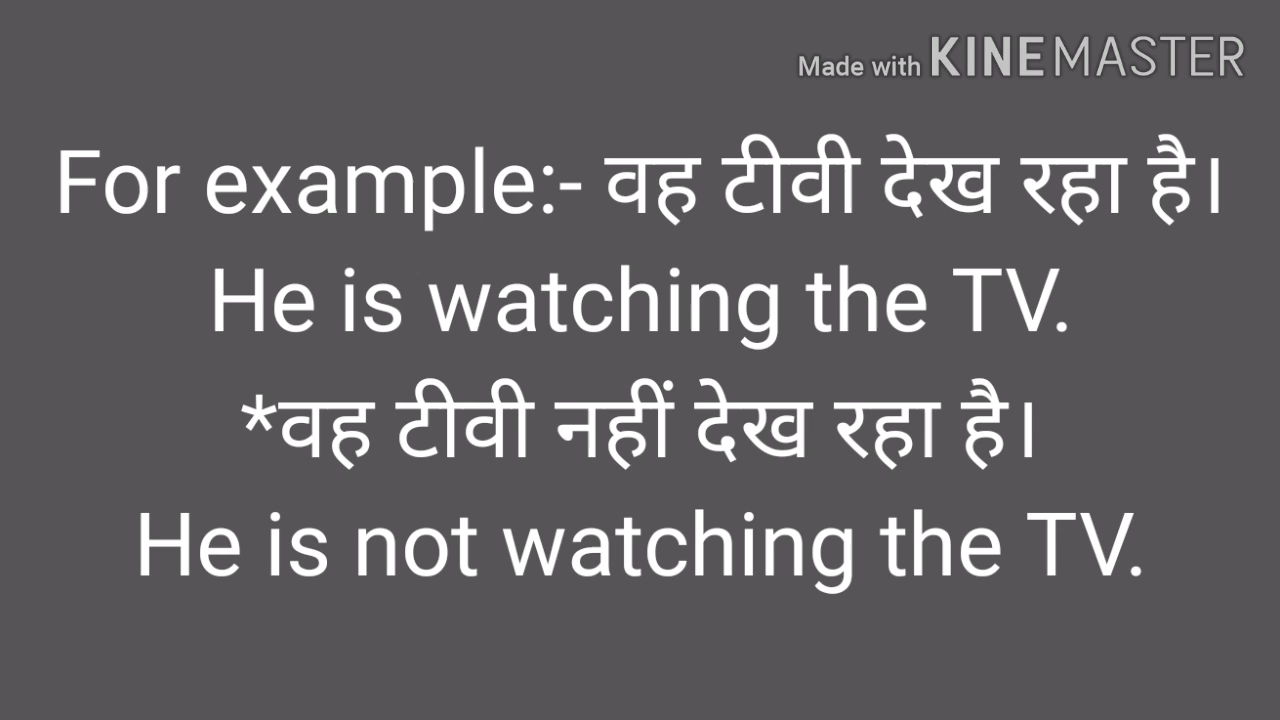 Made with KINEMASTER
For example:- वह टीवी देख रहा है।
He is watching the TV.
*वह टीवी नहीं देख रहा है।
He is not watching the TV.